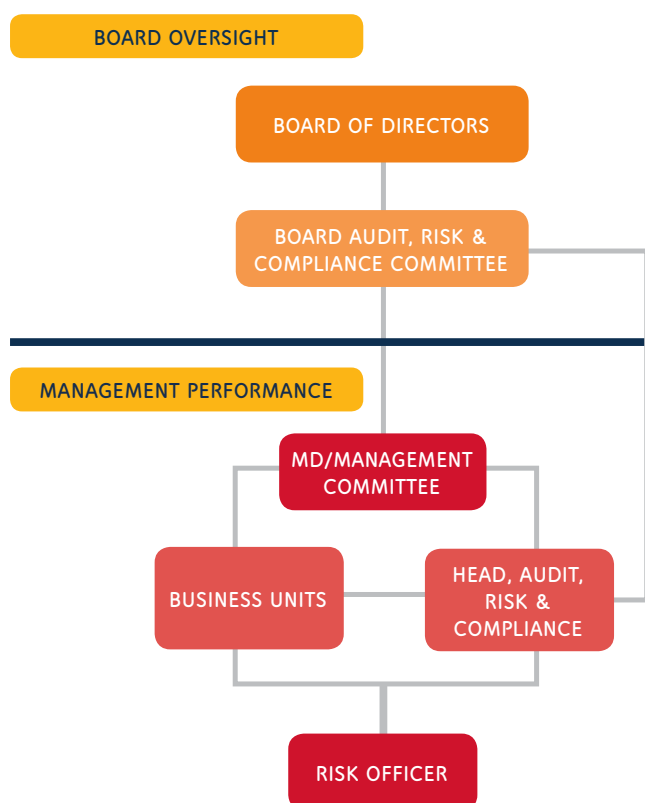 BOARD OVERSIGHT
BOARD OF DIRECTORS
BOARD AUDIT, RISK &
COMPLIANCE COMMITTEE
MANAGEMENT PERFORMANCE
MD/MANAGEMENT
COMMITTEE
BUSINESS UNITS
HEAD, AUDIT,
RISK &
COMPLIANCE
RISK OFFICER